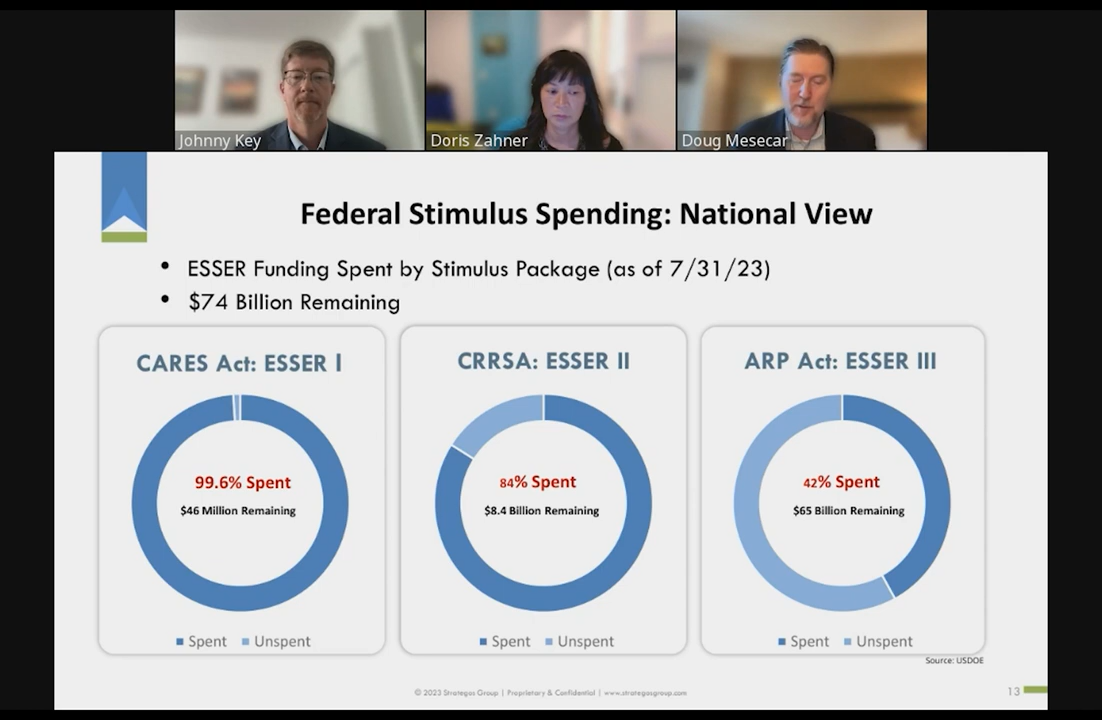 Johnny Key
Doris Zahner
Doug Mesecar
Federal Stimulus Spending: National View
• ESSER Funding Spent by Stimulus Package (as of 7/31/23)
• $74 Billion Remaining
CARES Act: ESSER I
99.6% Spent
$46 Million Remaining
Spent Unspent
CRRSA: ESSER II
84% Spent
$8.4 Billion Remaining
Spent Unspent
ARP Act: ESSER III
42% Spent
$65 Billion Remaining
Spent Unspent
Source: USDOE
© 2023 Strategos Group | Proprietary & Confidential | www.strategosgroup.com
13